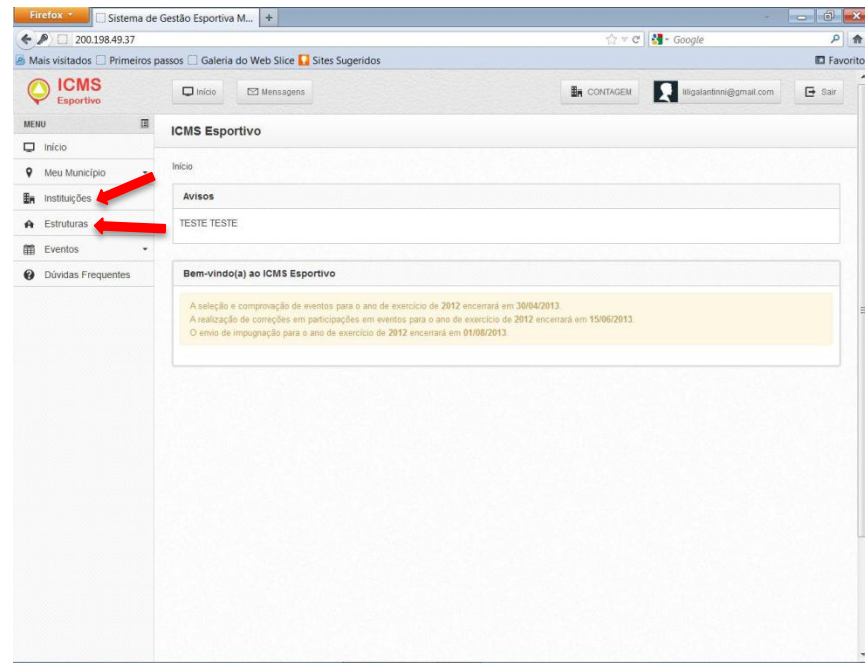 Firefox
Sistema de Gestão Esportiva M...
200.198.49.37
Google
Mais visitados
Primeiros passos
Galeria do Web Slice
Sites Sugeridos
Favorito
ICMS
Esportivo
Início
Mensagens
CONTAGEM
liligalantinni@gmail.com
Sair
MENU
Início
Meu Município
Instituições
Estruturas
Eventos
Dúvidas Frequentes
ICMS Esportivo
Início
Avisos
TESTE TESTE
Bem-vindo(a) ao ICMS Esportivo
A seleção e comprovação de eventos para o ano de exercício de 2012 encerrará em 30/04/2013.
A realização de correções em participações em eventos para o ano de exercício de 2012 encerrará em 15/06/2013.
O envio de impugnação para o ano de exercício de 2012 encerrará em 01/08/2013.